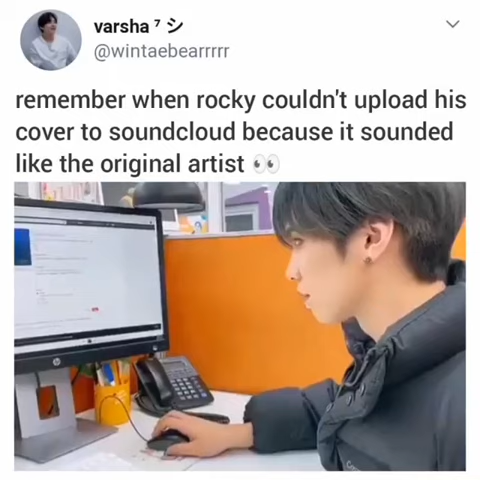 varsha ⁷ シ
@wintaebearrrrr
remember when rocky couldn't upload his
cover to soundcloud because it sounded
like the original artist 👀
hp